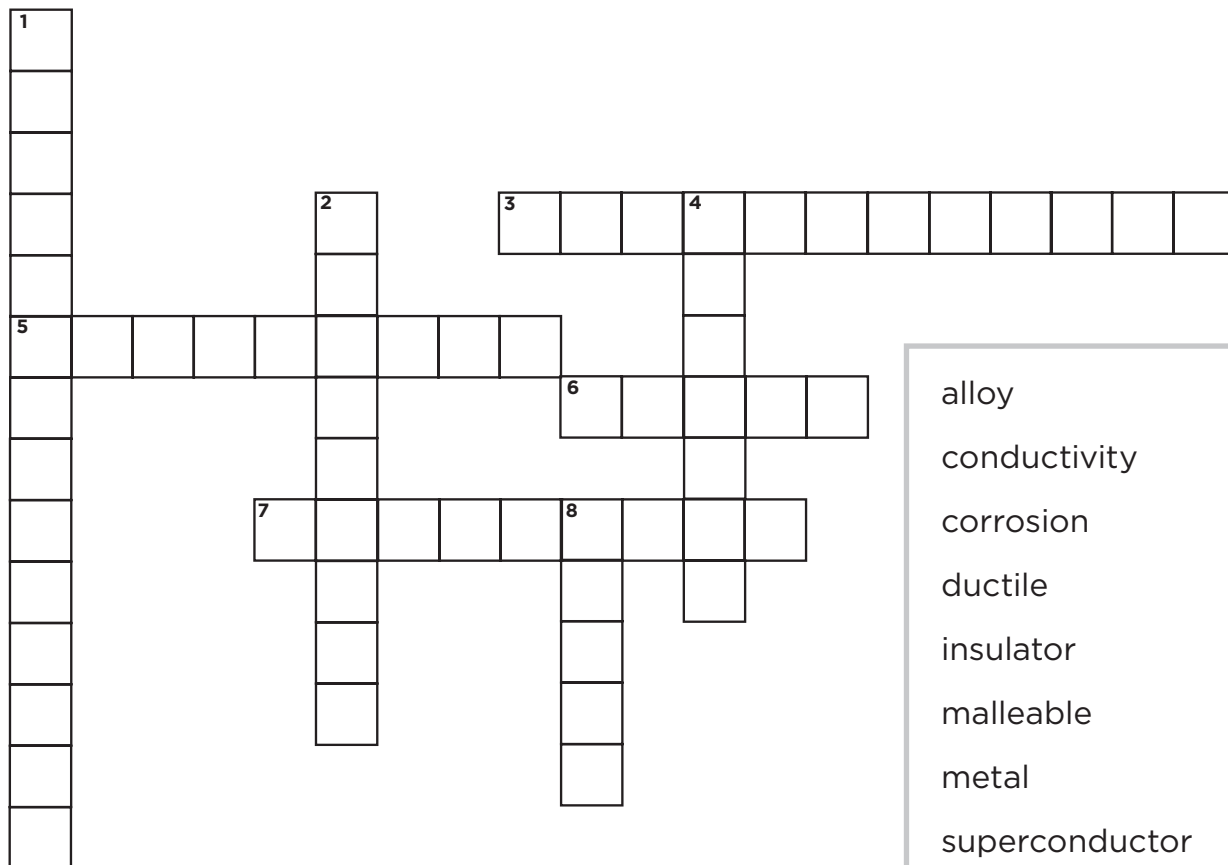 1
2
3
4
5
6
7
8
alloy
conductivity
corrosion
ductile
insulator
malleable
metal
superconductor